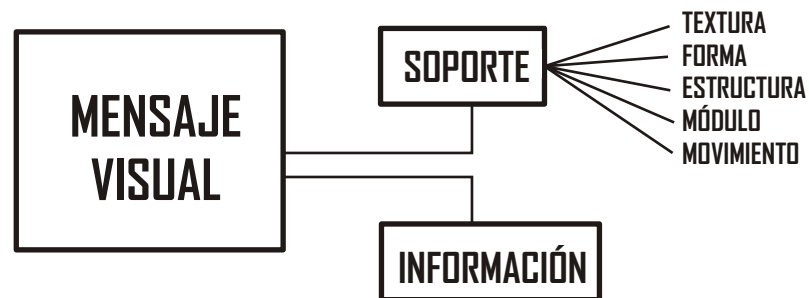 MENSAJE
VISUAL
SOPORTE
TEXTURA
FORMA
ESTRUCTURA
MÓDULO
MOVIMIENTO
INFORMACIÓN